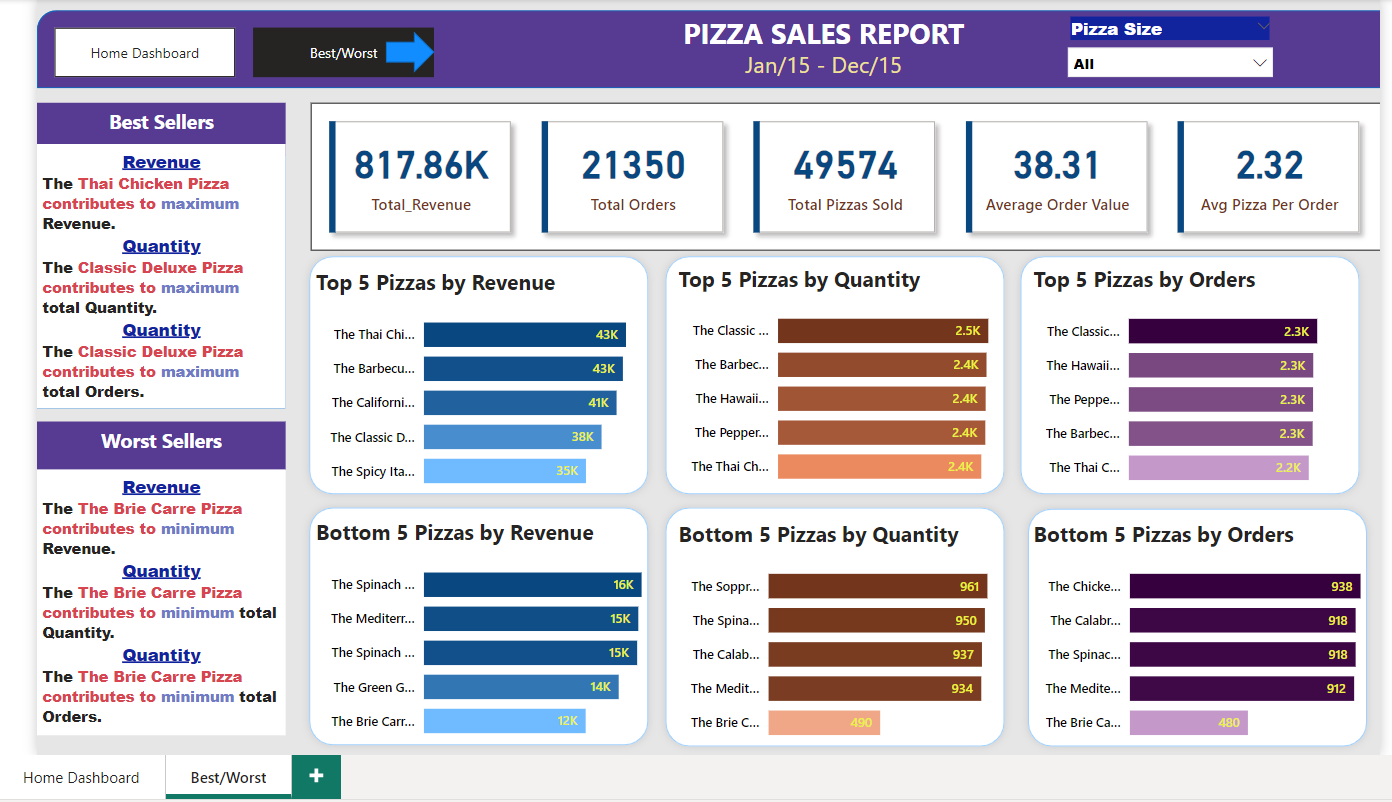 Home Dashboard
Best/Worst
PIZZA SALES REPORT
Jan/15 - Dec/15
Pizza Size
All
Best Sellers
Revenue
The Thai Chicken Pizza
contributes to maximum
Revenue.
Quantity
The Classic Deluxe Pizza
contributes to maximum
total Quantity.
Quantity
The Classic Deluxe Pizza
contributes to maximum
total Orders.
Worst Sellers
Revenue
The The Brie Carre Pizza
contributes to minimum
Revenue.
Quantity
The The Brie Carre Pizza
contributes to minimum total
Quantity.
Quantity
The The Brie Carre Pizza
contributes to minimum total
Orders.
817.86K
Total_Revenue
21350
Total Orders
49574
Total Pizzas Sold
38.31
Average Order Value
2.32
Avg Pizza Per Order
Top 5 Pizzas by Revenue
The Thai Chi... 43K
The Barbecu... 43K
The Californi... 41K
The Classic D... 38K
The Spicy Ita... 35K
Top 5 Pizzas by Quantity
The Classic ... 2.5K
The Barbec... 2.4K
The Hawaii... 2.4K
The Pepper... 2.4K
The Thai Ch... 2.4K
Top 5 Pizzas by Orders
The Classic... 2.3K
The Hawaii... 2.3K
The Peppe... 2.3K
The Barbec... 2.3K
The Thai C... 2.2K
Bottom 5 Pizzas by Revenue
The Spinach ... 16K
The Mediterr... 15K
The Spinach ... 15K
The Green G... 14K
The Brie Carr... 12K
Bottom 5 Pizzas by Quantity
The Soppr... 961
The Spina... 950
The Calab... 937
The Medit... 934
The Brie C... 490
Bottom 5 Pizzas by Orders
The Chicke... 938
The Calabr... 918
The Spinac... 918
The Medite... 912
The Brie Ca... 480
Home Dashboard
Best/Worst
+